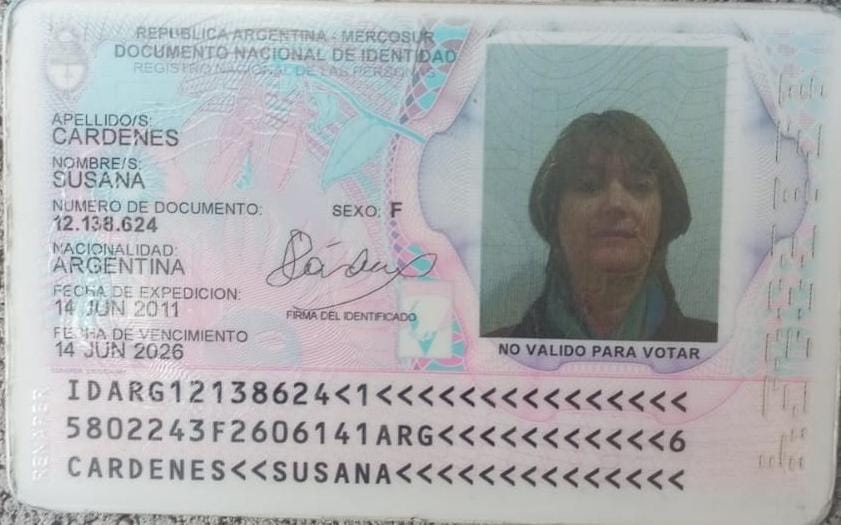 REPUBLICA ARGENTINA - MERCOSUR
DOCUMENTO NACIONAL DE IDENTIDAD
REGISTRO NACIONAL DE LAS PERSONAS
APELLIDO/S:
CARDENES
NOMBRE/S:
SUSANA
NUMERO DE DOCUMENTO:
12.138.624
SEXO: F
NACIONALIDAD:
ARGENTINA
FECHA DE EXPEDICION:
14 JUN 2011
FIRMA DEL IDENTIFICADO
FECHA DE VENCIMIENTO
14 JUN 2026
NO VALIDO PARA VOTAR
RENAPER
IDARG12138624<1<<<<<<<<<<<<<<<
5802243F2606141ARG<<<<<<<<<<<6
CARDENES<<SUSANA<<<<<<<<<<<<<<